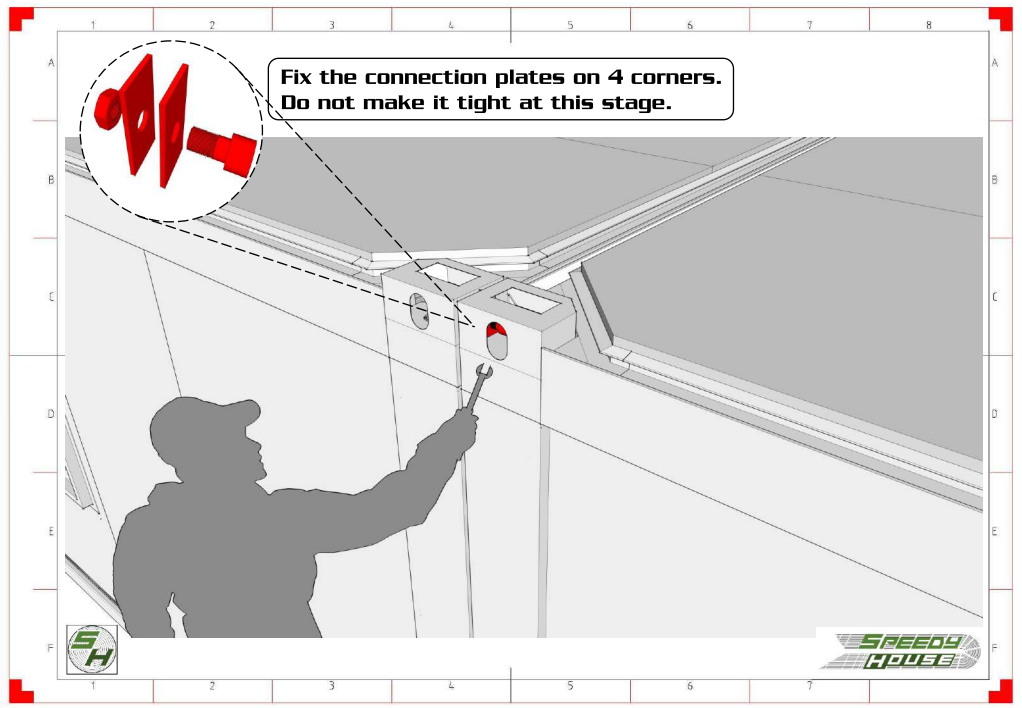 1 2 3 4 5 6 7 8
A A
Fix the connection plates on 4 corners.
Do not make it tight at this stage.
B B
C C
D D
E E
F F
SH
SPEEDY
HOUSE
1 2 3 4 5 6 7